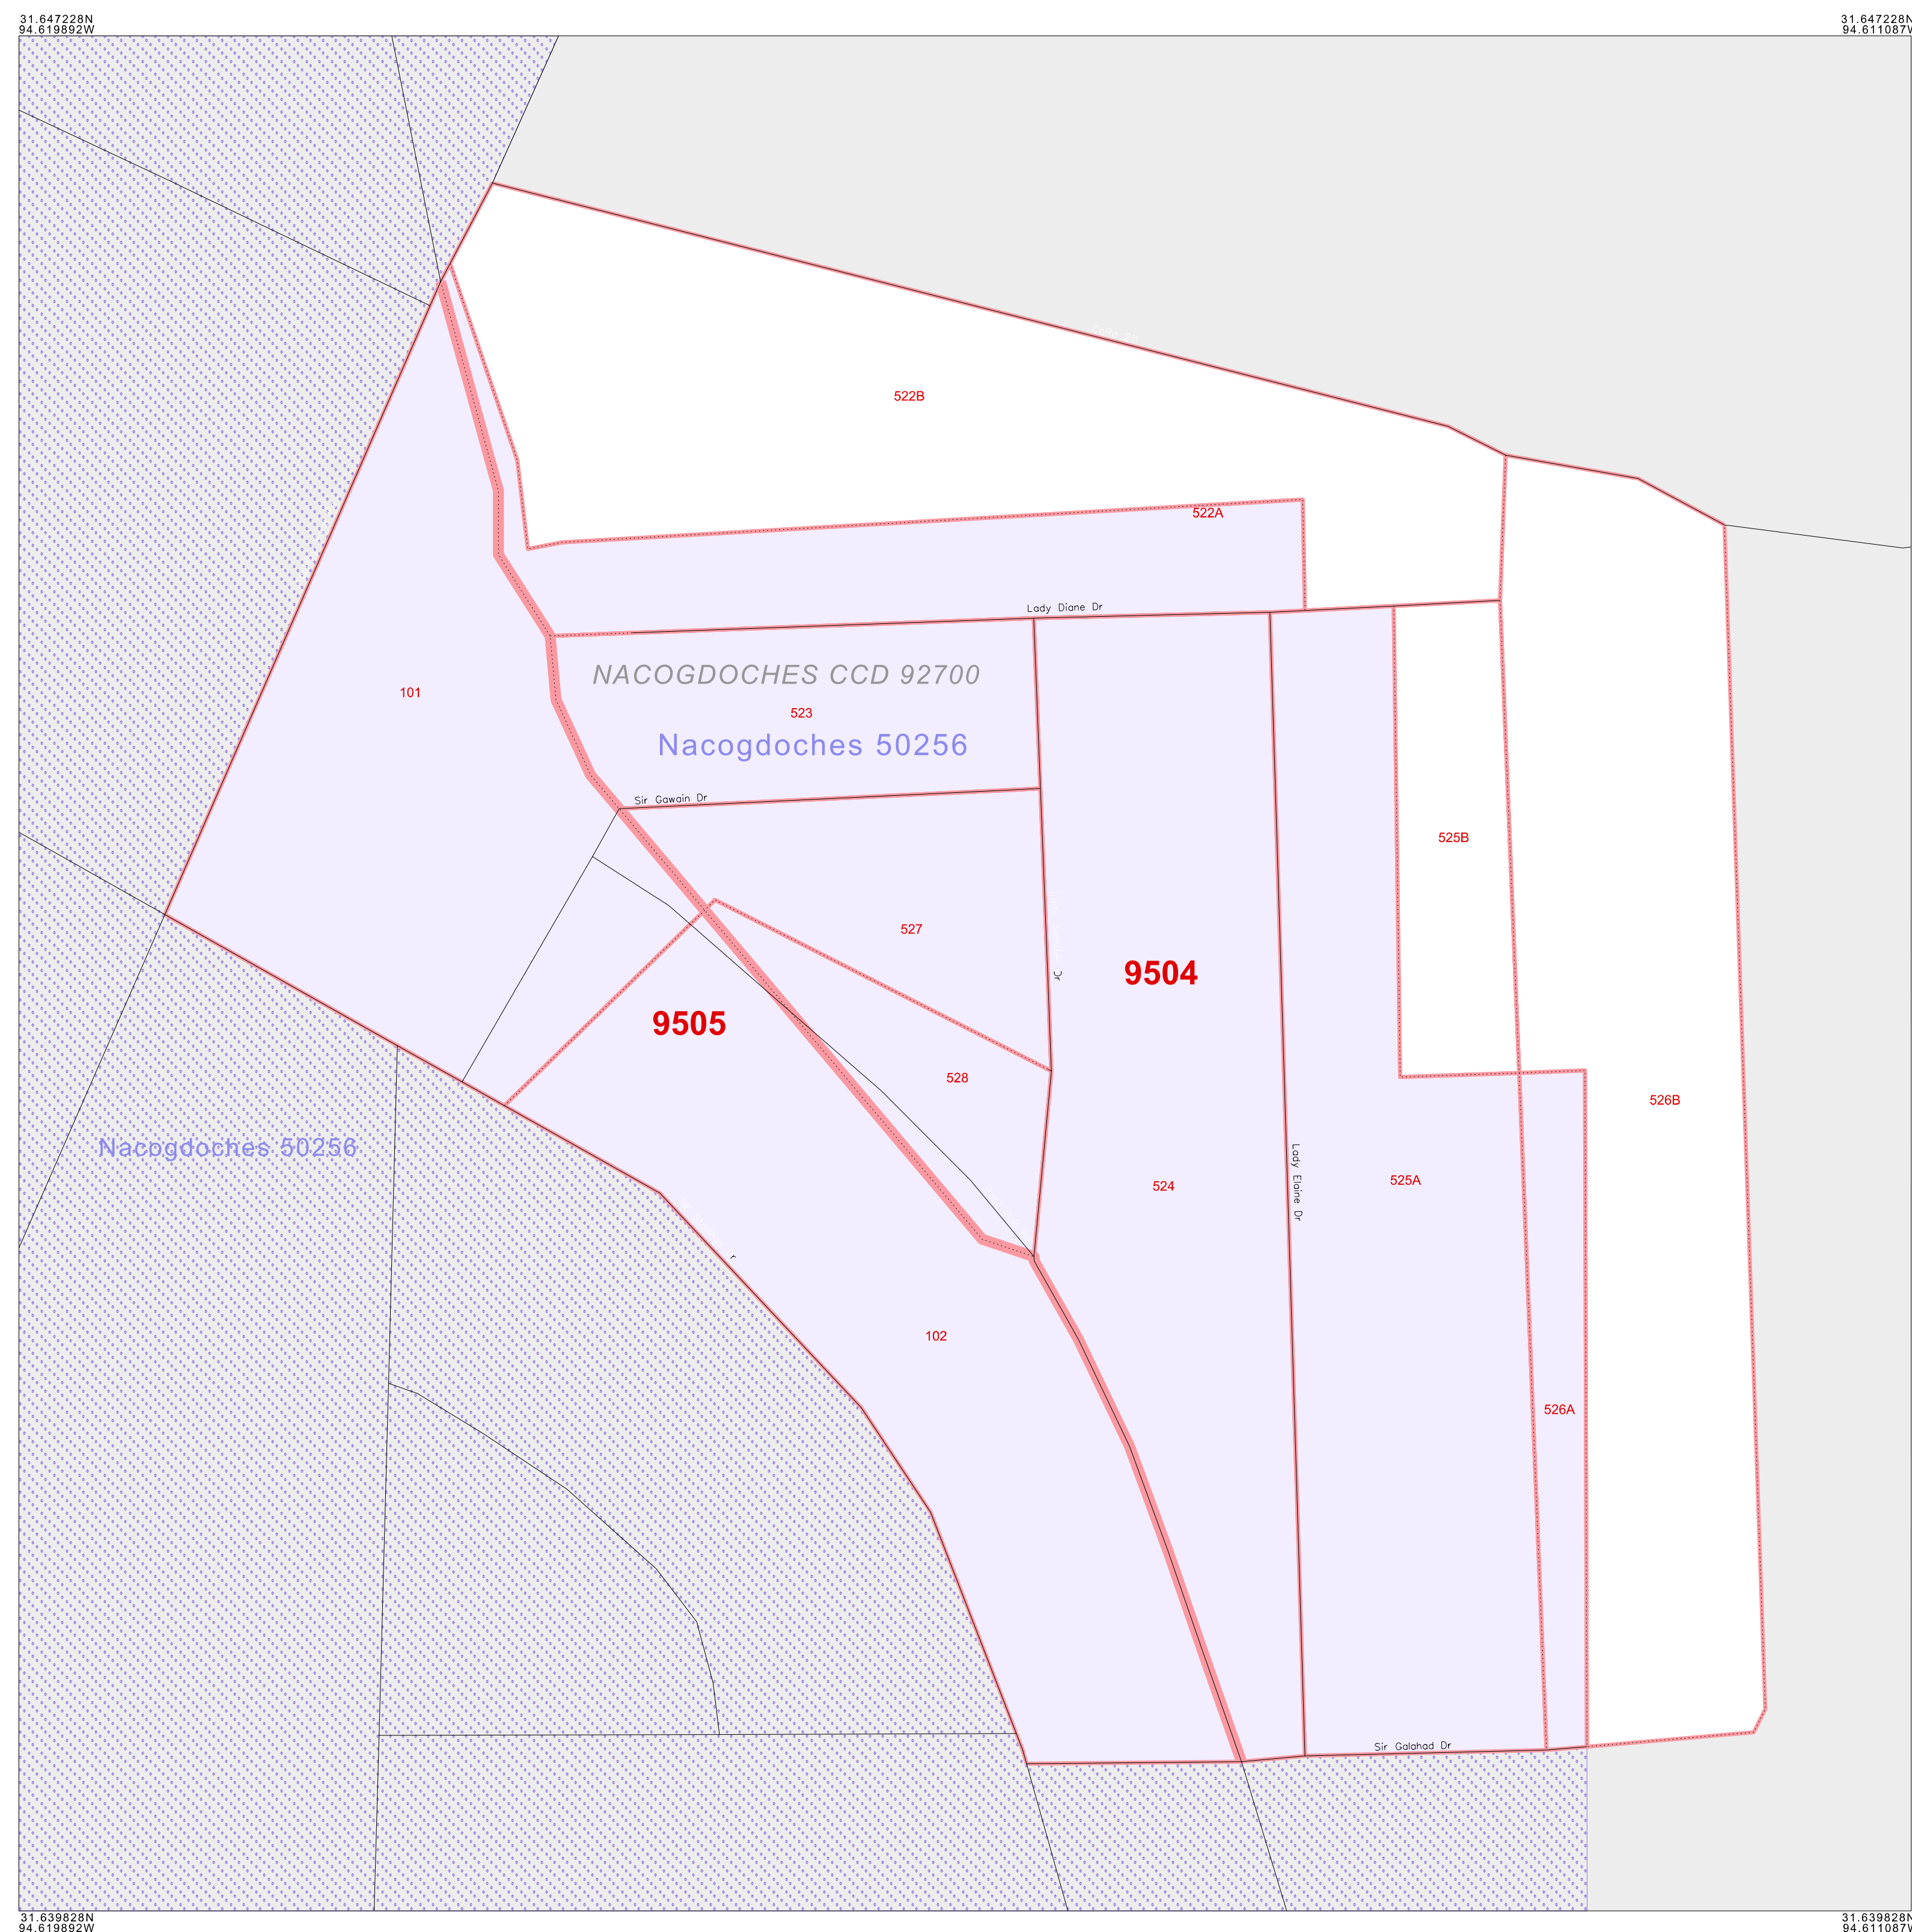 31.647228N
94.619892W
31.647228N
94.611087W
522B
522A
Lady Diane Dr
NACOGDOCHES CCD 92700
101
523
Nacogdoches 50256
Sir Gawain Dr
525B
527
Dr
9504
9505
528
526B
Nacogdoches 50256
Lady Elaine Dr
525A
524
r
102
526A
Sir Galahad Dr
31.639828N
94.619892W
31.639828N
94.611087W